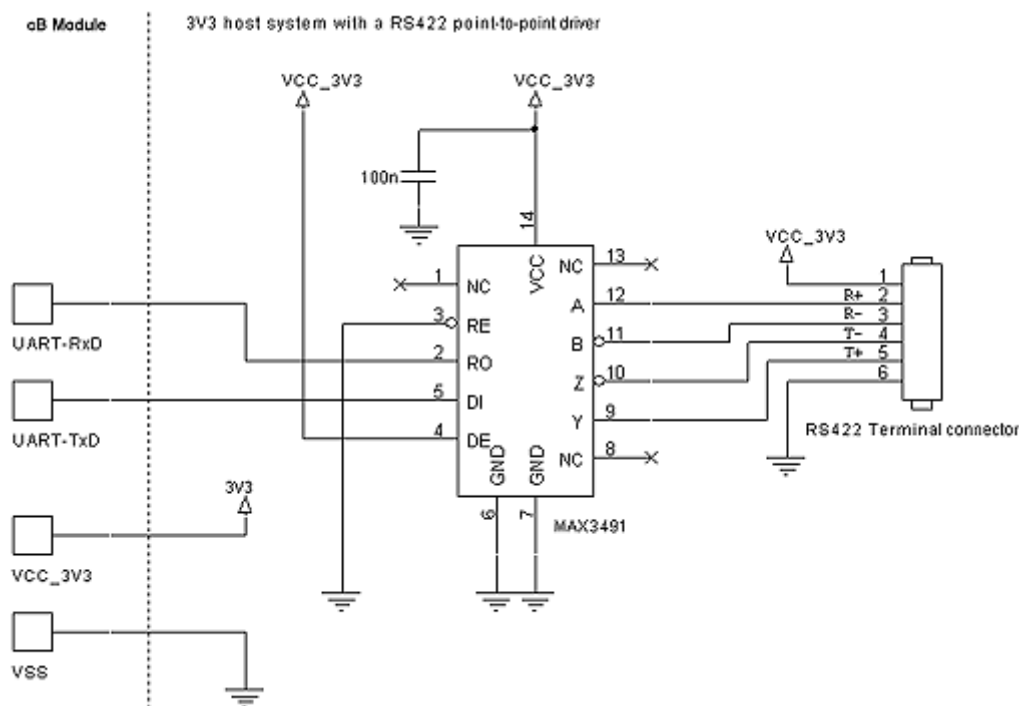 cB Module
3V3 host system with a RS422 point-to-point driver
VCC_3V3
VCC_3V3
100n
14
VCC_3V3
1
NC
VCC
NC
13
1
3
RE
A
12
R+
2
UART-RxD
B
11
R-
3
2
RO
T-
4
Z
10
T+
5
5
DI
6
UART-TxD
Y
9
4
DE
RS422 Terminal connector
GND
GND
NC
8
3V3
6
7
MAX3491
VCC_3V3
VSS